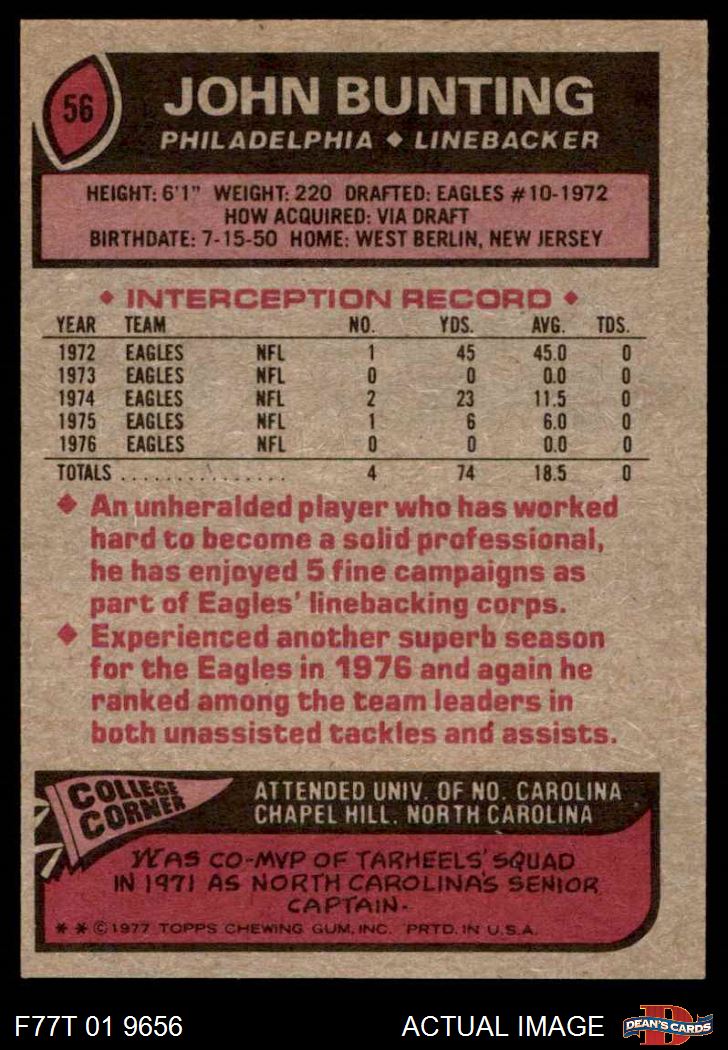 56
JOHN BUNTING
PHILADELPHIA ◆ LINEBACKER
HEIGHT: 6'1" WEIGHT: 220 DRAFTED: EAGLES #10-1972
HOW ACQUIRED: VIA DRAFT
BIRTHDATE: 7-15-50 HOME: WEST BERLIN, NEW JERSEY
◆ INTERCEPTION RECORD ◆
YEAR TEAM NO. YDS. AVG. TDS.
1972 EAGLES NFL 1 45 45.0 0
1973 EAGLES NFL 0 0 0.0 0
1974 EAGLES NFL 2 23 11.5 0
1975 EAGLES NFL 1 6 6.0 0
1976 EAGLES NFL 0 0 0.0 0
TOTALS ............... 4 74 18.5 0
◆ An unheralded player who has worked
hard to become a solid professional,
he has enjoyed 5 fine campaigns as
part of Eagles' linebacking corps.
◆ Experienced another superb season
for the Eagles in 1976 and again he
ranked among the team leaders in
both unassisted tackles and assists.
COLLEGE
CORNER
ATTENDED UNIV. OF NO. CAROLINA
CHAPEL HILL, NORTH CAROLINA
WAS CO-MVP OF TARHEELS' SQUAD
IN 1971 AS NORTH CAROLINA'S SENIOR
CAPTAIN.
* * © 1977 TOPPS CHEWING GUM, INC. PRTD. IN U.S.A.
F77T 01 9656
ACTUAL IMAGE
D
DEAN'S CARDS